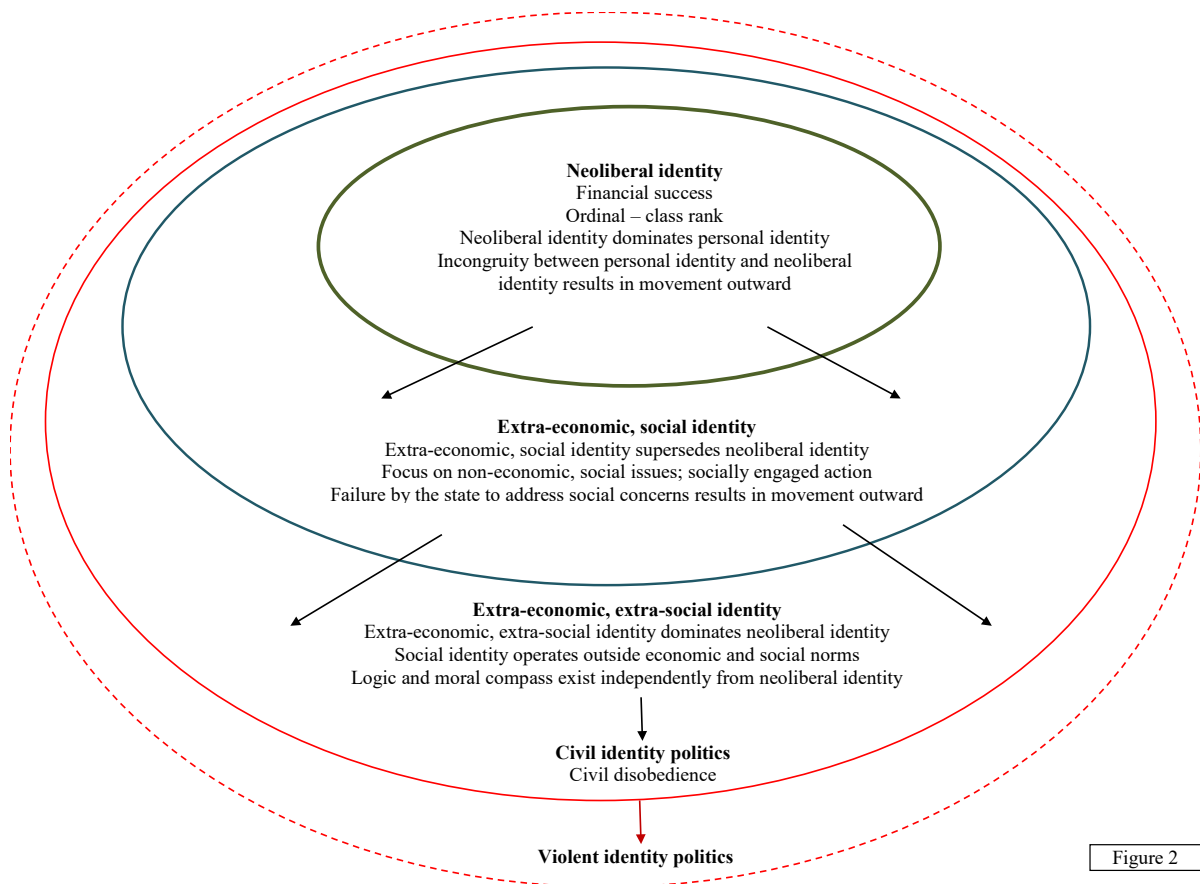 Neoliberal identity
Financial success
Ordinal – class rank
Neoliberal identity dominates personal identity
Incongruity between personal identity and neoliberal
identity results in movement outward
Extra-economic, social identity
Extra-economic, social identity supersedes neoliberal identity
Focus on non-economic, social issues; socially engaged action
Failure by the state to address social concerns results in movement outward
Extra-economic, extra-social identity
Extra-economic, extra-social identity dominates neoliberal identity
Social identity operates outside economic and social norms
Logic and moral compass exist independently from neoliberal identity
Civil identity politics
Civil disobedience
Violent identity politics
Figure 2